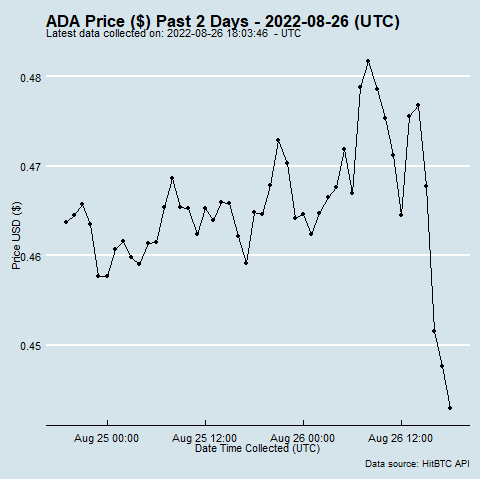 ADA Price ($) Past 2 Days - 2022-08-26 (UTC)
Latest data collected on: 2022-08-26 18:03:46  - UTC
0.48
0.47
0.46
0.45
Price USD ($)
Aug 25 00:00
Aug 25 12:00
Aug 26 00:00
Aug 26 12:00
Date Time Collected (UTC)
Data source: HitBTC API